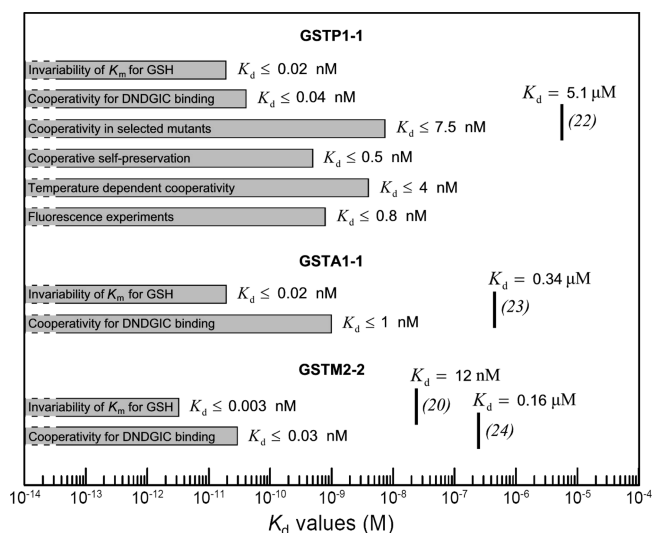 GSTP1-1
Invariability of Km for GSH Kd ≤ 0.02 nM
Cooperativity for DNDGIC binding Kd ≤ 0.04 nM
Kd = 5.1 μM
(22)
Cooperativity in selected mutants Kd ≤ 7.5 nM
Cooperative self-preservation Kd ≤ 0.5 nM
Temperature dependent cooperativity Kd ≤ 4 nM
Fluorescence experiments Kd ≤ 0.8 nM
GSTA1-1
Kd = 0.34 μM
(23)
Invariability of Km for GSH Kd ≤ 0.02 nM
Cooperativity for DNDGIC binding Kd ≤ 1 nM
GSTM2-2
Kd = 12 nM
(20)
Kd = 0.16 μM
(24)
Invariability of Km for GSH Kd ≤ 0.003 nM
Cooperativity for DNDGIC binding Kd ≤ 0.03 nM
10-14 10-13 10-12 10-11 10-10 10-9 10-8 10-7 10-6 10-5 10-4
Kd values (M)